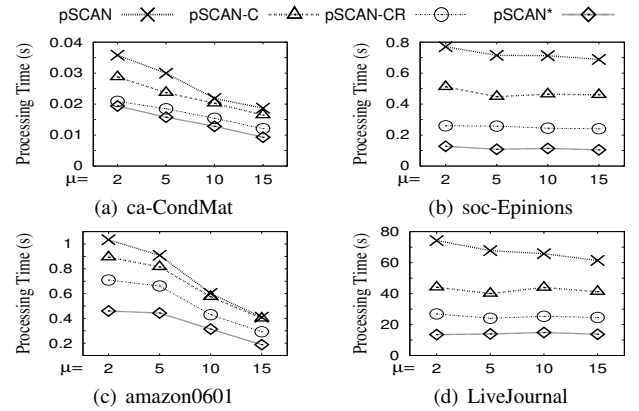 pSCAN pSCAN-C pSCAN-CR pSCAN*
Processing Time (s)
0.04
0.03
0.02
0.01
0
μ= 2 5 10 15
(a) ca-CondMat
Processing Time (s)
0.8
0.6
0.4
0.2
0
μ= 2 5 10 15
(b) soc-Epinions
Processing Time (s)
1
0.8
0.6
0.4
0.2
μ= 2 5 10 15
(c) amazon0601
Processing Time (s)
80
60
40
20
0
μ= 2 5 10 15
(d) LiveJournal